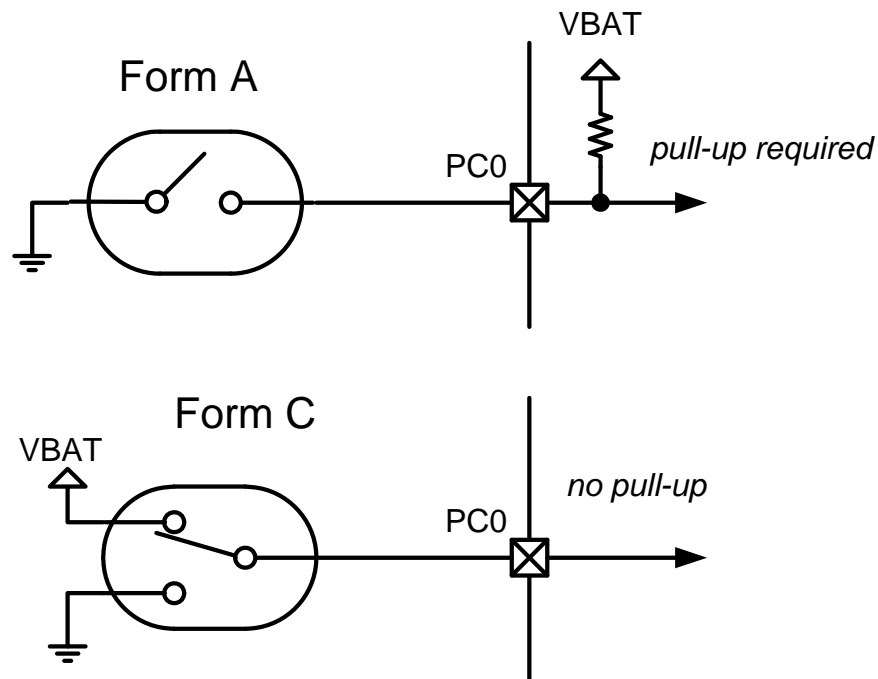 VBAT
Form A
pull-up required
PC0
Form C
VBAT
no pull-up
PC0